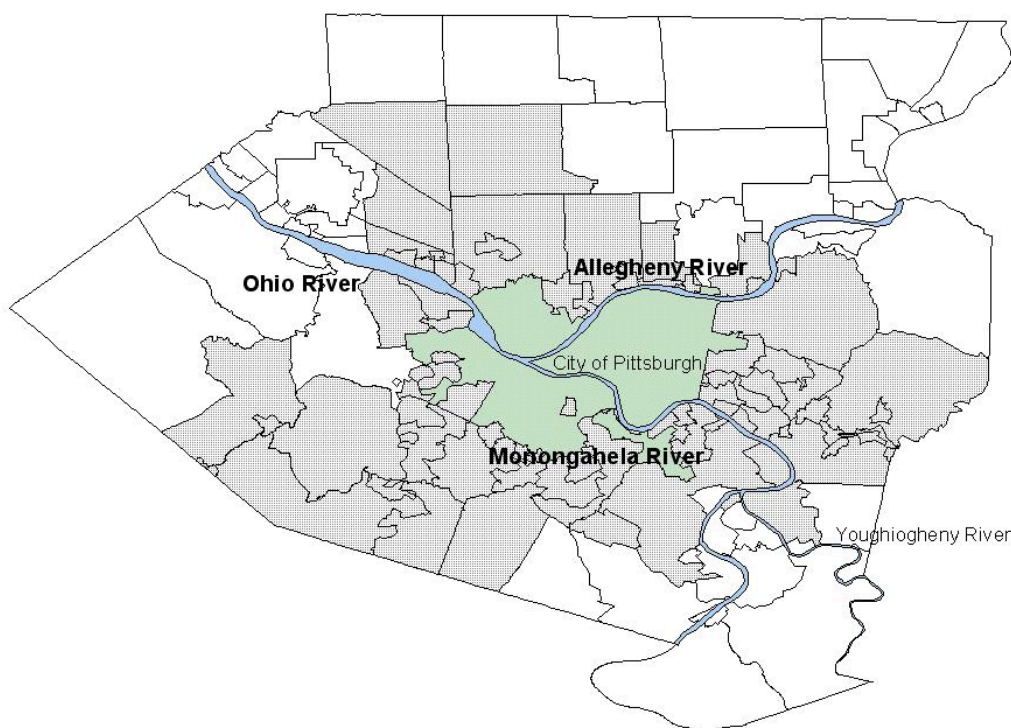 Allegheny River
Ohio River
City of Pittsburgh
Monongahela River
Youghiogheny River